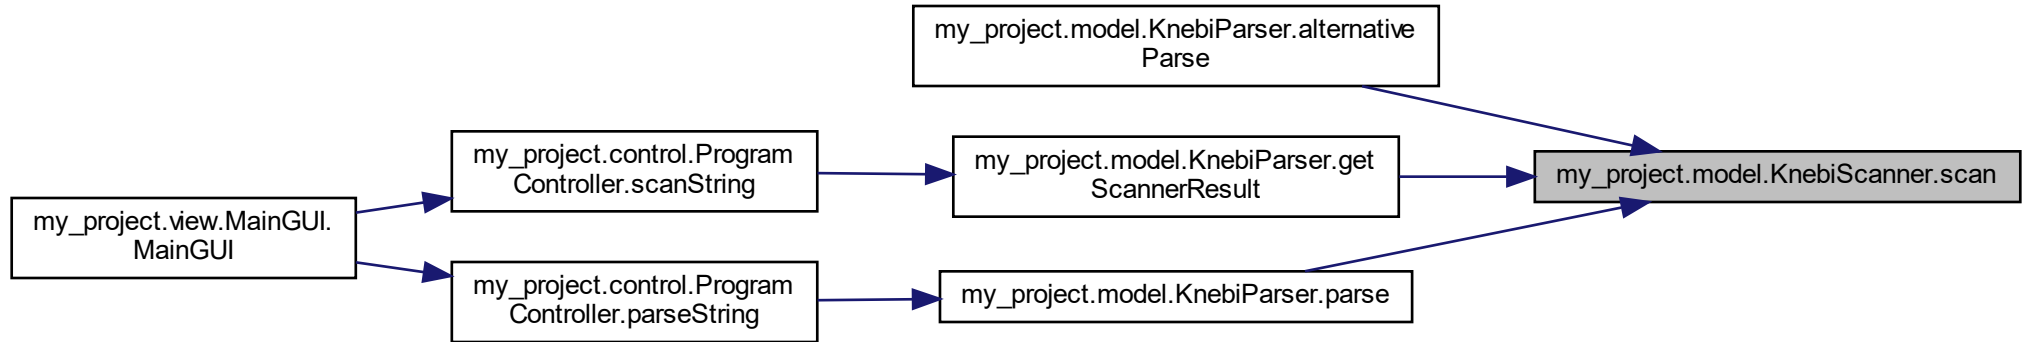 my_project.model.KnebiParser.alternative
Parse
my_project.control.Program
Controller.scanString
my_project.model.KnebiParser.get
ScannerResult
my_project.model.KnebiScanner.scan
my_project.view.MainGUI.
MainGUI
my_project.control.Program
Controller.parseString
my_project.model.KnebiParser.parse